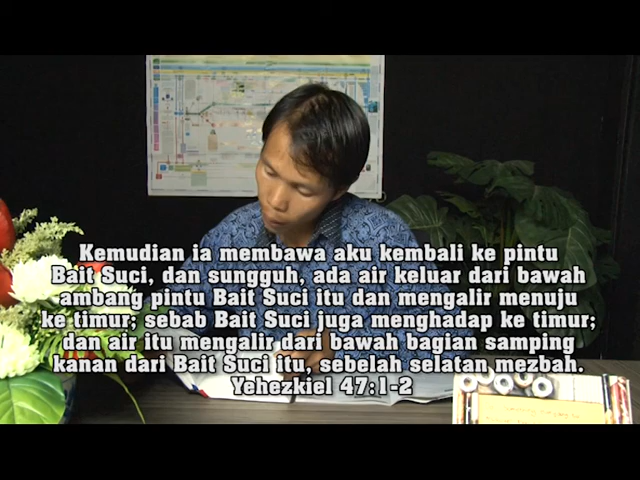 Kemudian ia membawa aku kembali ke pintu
Bait Suci, dan sungguh, ada air keluar dari bawah
ambang pintu Bait Suci itu dan mengalir menuju
ke timur; sebab Bait Suci juga menghadap ke timur;
dan air itu mengalir dari bawah bagian samping
kanan dari Bait Suci itu, sebelah selatan mezbah.
Yehezkiel 47:1-2